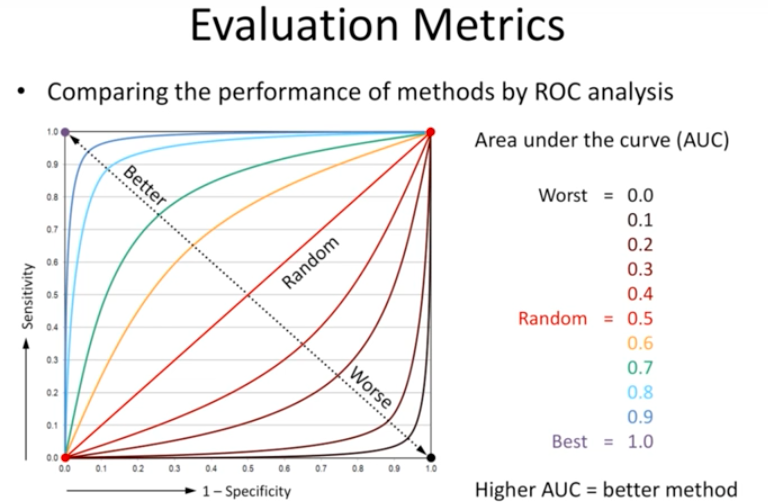 Evaluation Metrics
• Comparing the performance of methods by ROC analysis
1.0
0.9
0.8
0.7
0.6
0.5
0.4
0.3
0.2
0.1
0.0
Sensitivity
Better
Random
Worse
0.0 0.1 0.2 0.3 0.4 0.5 0.6 0.7 0.8 0.9 1.0
1 – Specificity
Area under the curve (AUC)
Worst = 0.0
0.1
0.2
0.3
0.4
Random = 0.5
0.6
0.7
0.8
0.9
Best = 1.0
Higher AUC = better method